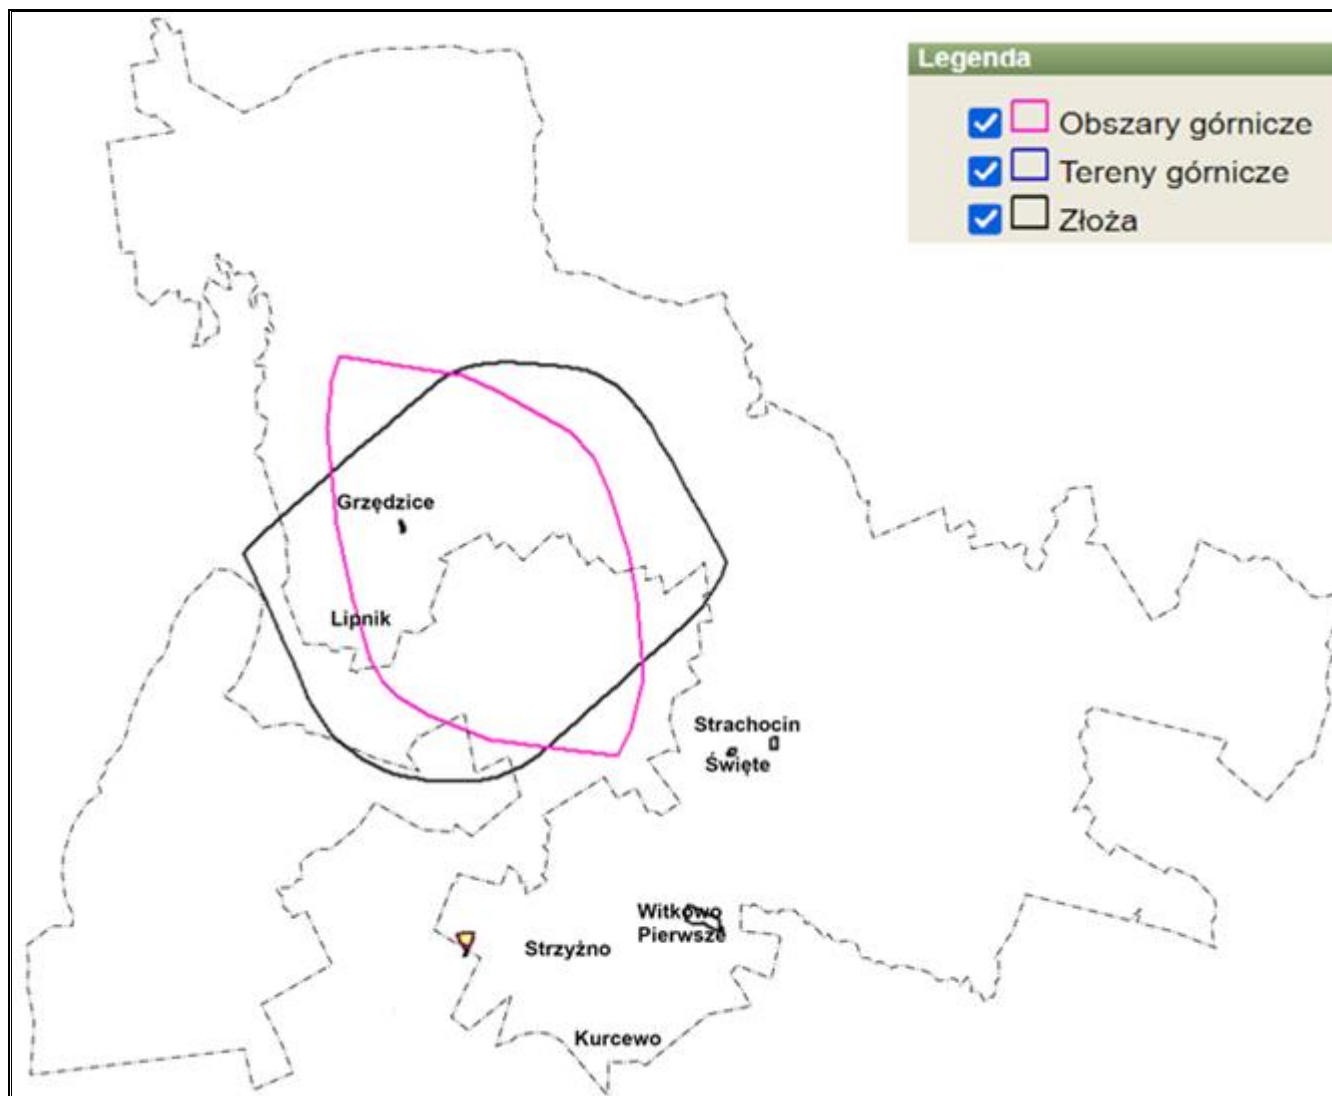 Legenda
Obszary górnicze
Tereny górnicze
Złoża
Grzędzice
Lipnik
Strachocin
Święte
Witkowo
Pierwsze
Strzyżno
Kurcewo